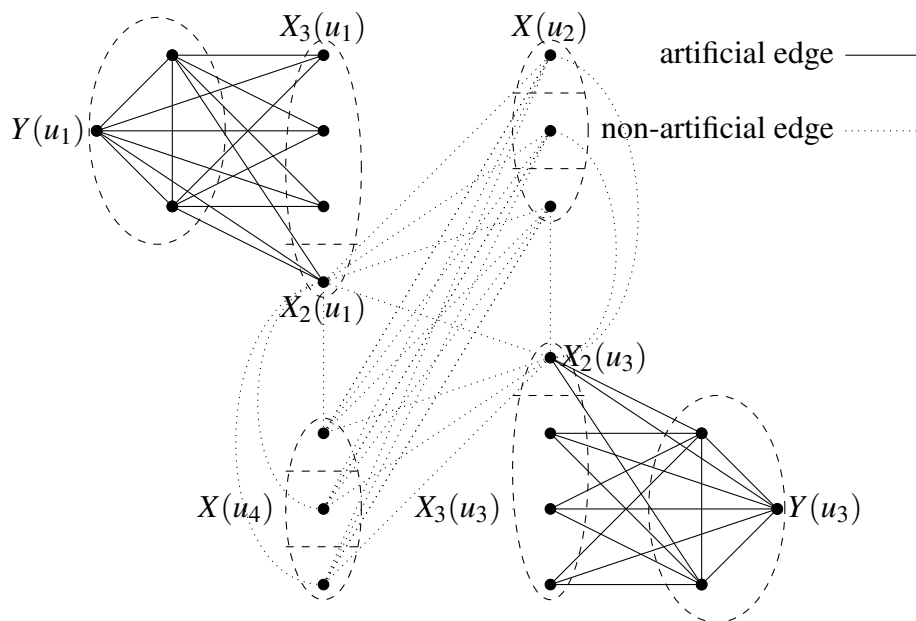 X₃(u₁)
X(u₂)
artificial edge
Y(u₁)
non-artificial edge
X₂(u₁)
X₂(u₃)
X(u₄)
X₃(u₃)
Y(u₃)